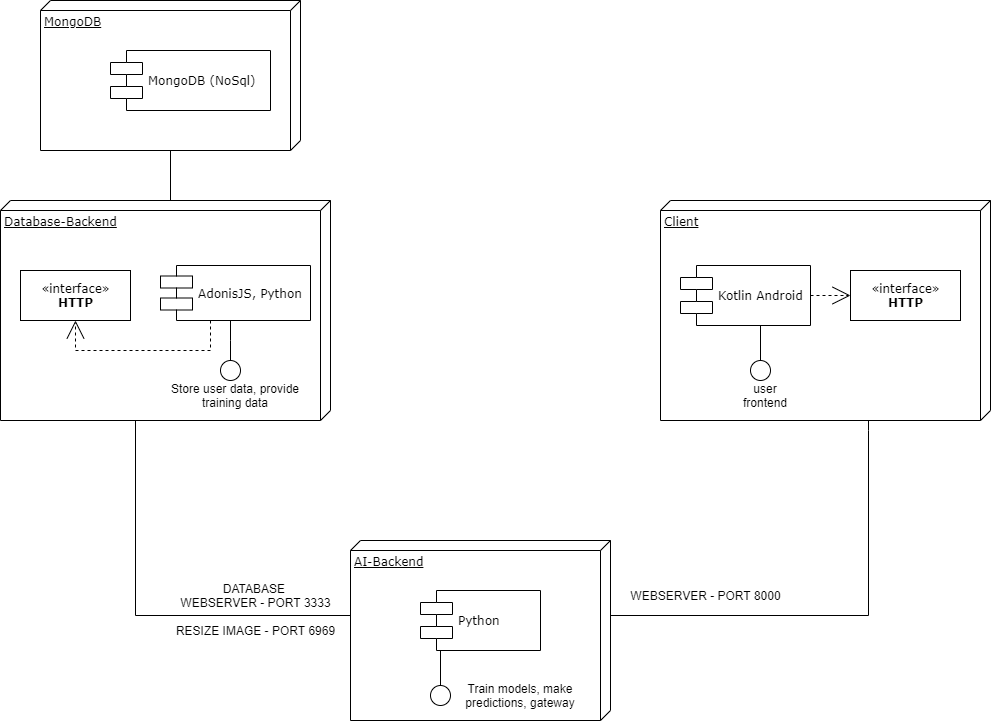 MongoDB
MongoDB (NoSql)
Database-Backend
«interface»
HTTP
AdonisJS, Python
Store user data, provide
training data
Client
Kotlin Android
«interface»
HTTP
user
frontend
DATABASE
WEBSERVER - PORT 3333
RESIZE IMAGE - PORT 6969
AI-Backend
Python
Train models, make
predictions, gateway
WEBSERVER - PORT 8000